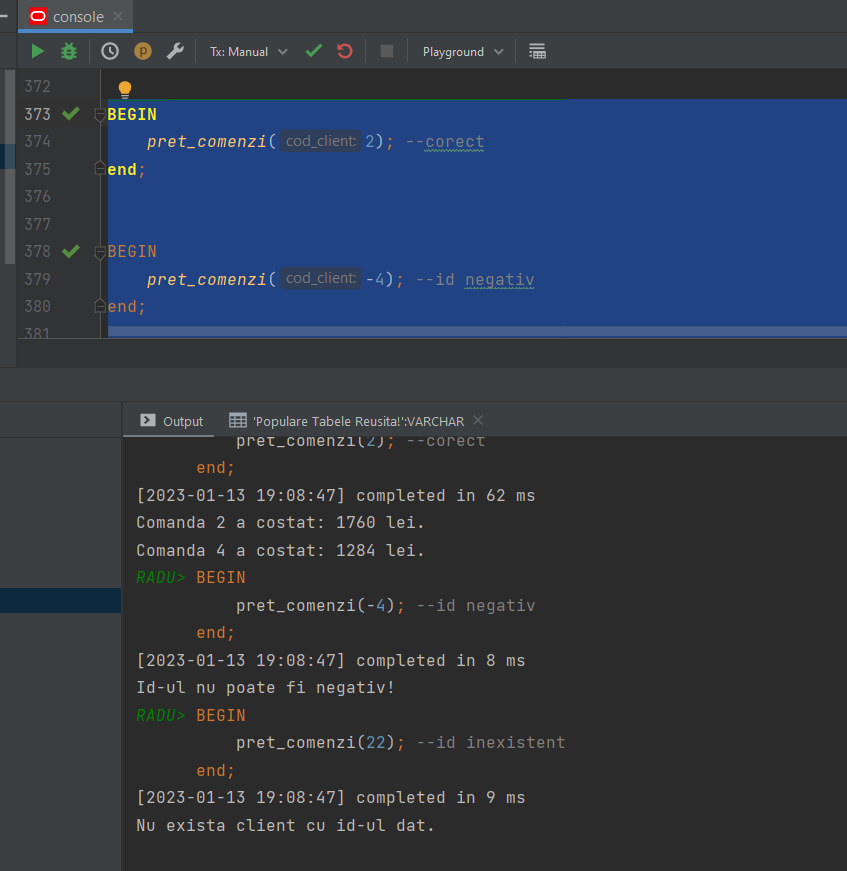 console
Tx: Manual
Playground
372
373 BEGIN
374 pret_comenzi( cod_client: 2); --corect
375 end;
376
377
378 BEGIN
379 pret_comenzi( cod_client: -4); --id negativ
380 end;
381
Output 'Populare Tabele Reusita!':VARCHAR
pret_comenzi(2); --corect
end;
[2023-01-13 19:08:47] completed in 62 ms
Comanda 2 a costat: 1760 lei.
Comanda 4 a costat: 1284 lei.
RADU> BEGIN
pret_comenzi(-4); --id negativ
end;
[2023-01-13 19:08:47] completed in 8 ms
Id-ul nu poate fi negativ!
RADU> BEGIN
pret_comenzi(22); --id inexistent
end;
[2023-01-13 19:08:47] completed in 9 ms
Nu exista client cu id-ul dat.